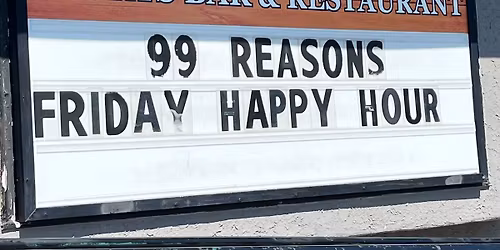 BAR & RESTAURANT
99 REASONS
FRIDAY HAPPY HOUR